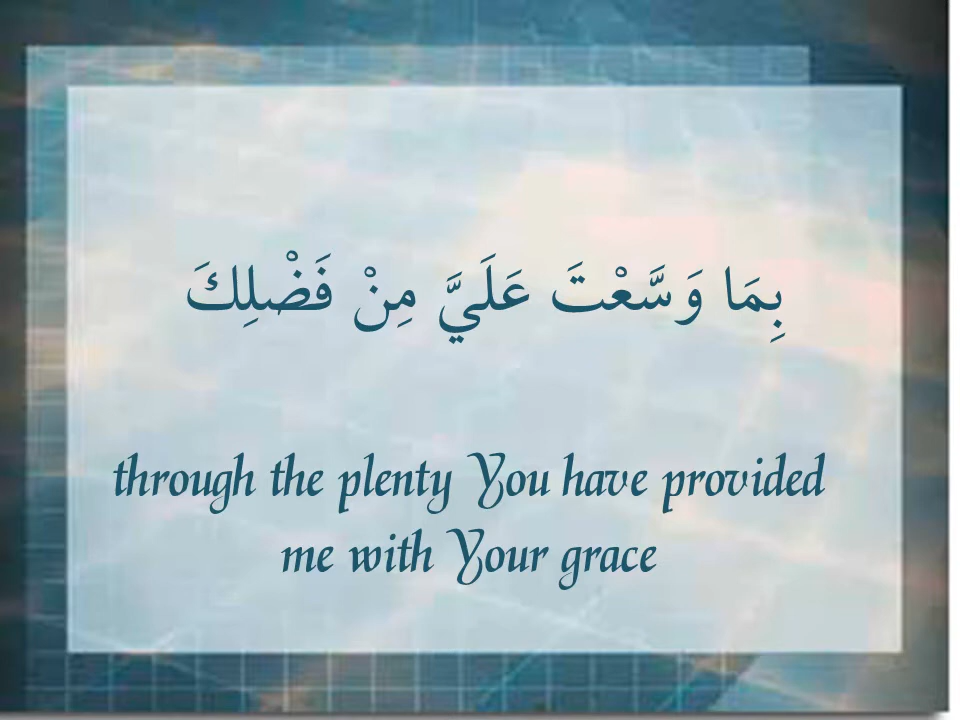 بِمَا وَسَّعْتَ عَلَيَّ مِنْ فَضْلِكَ
through the plenty You have provided
me with Your grace